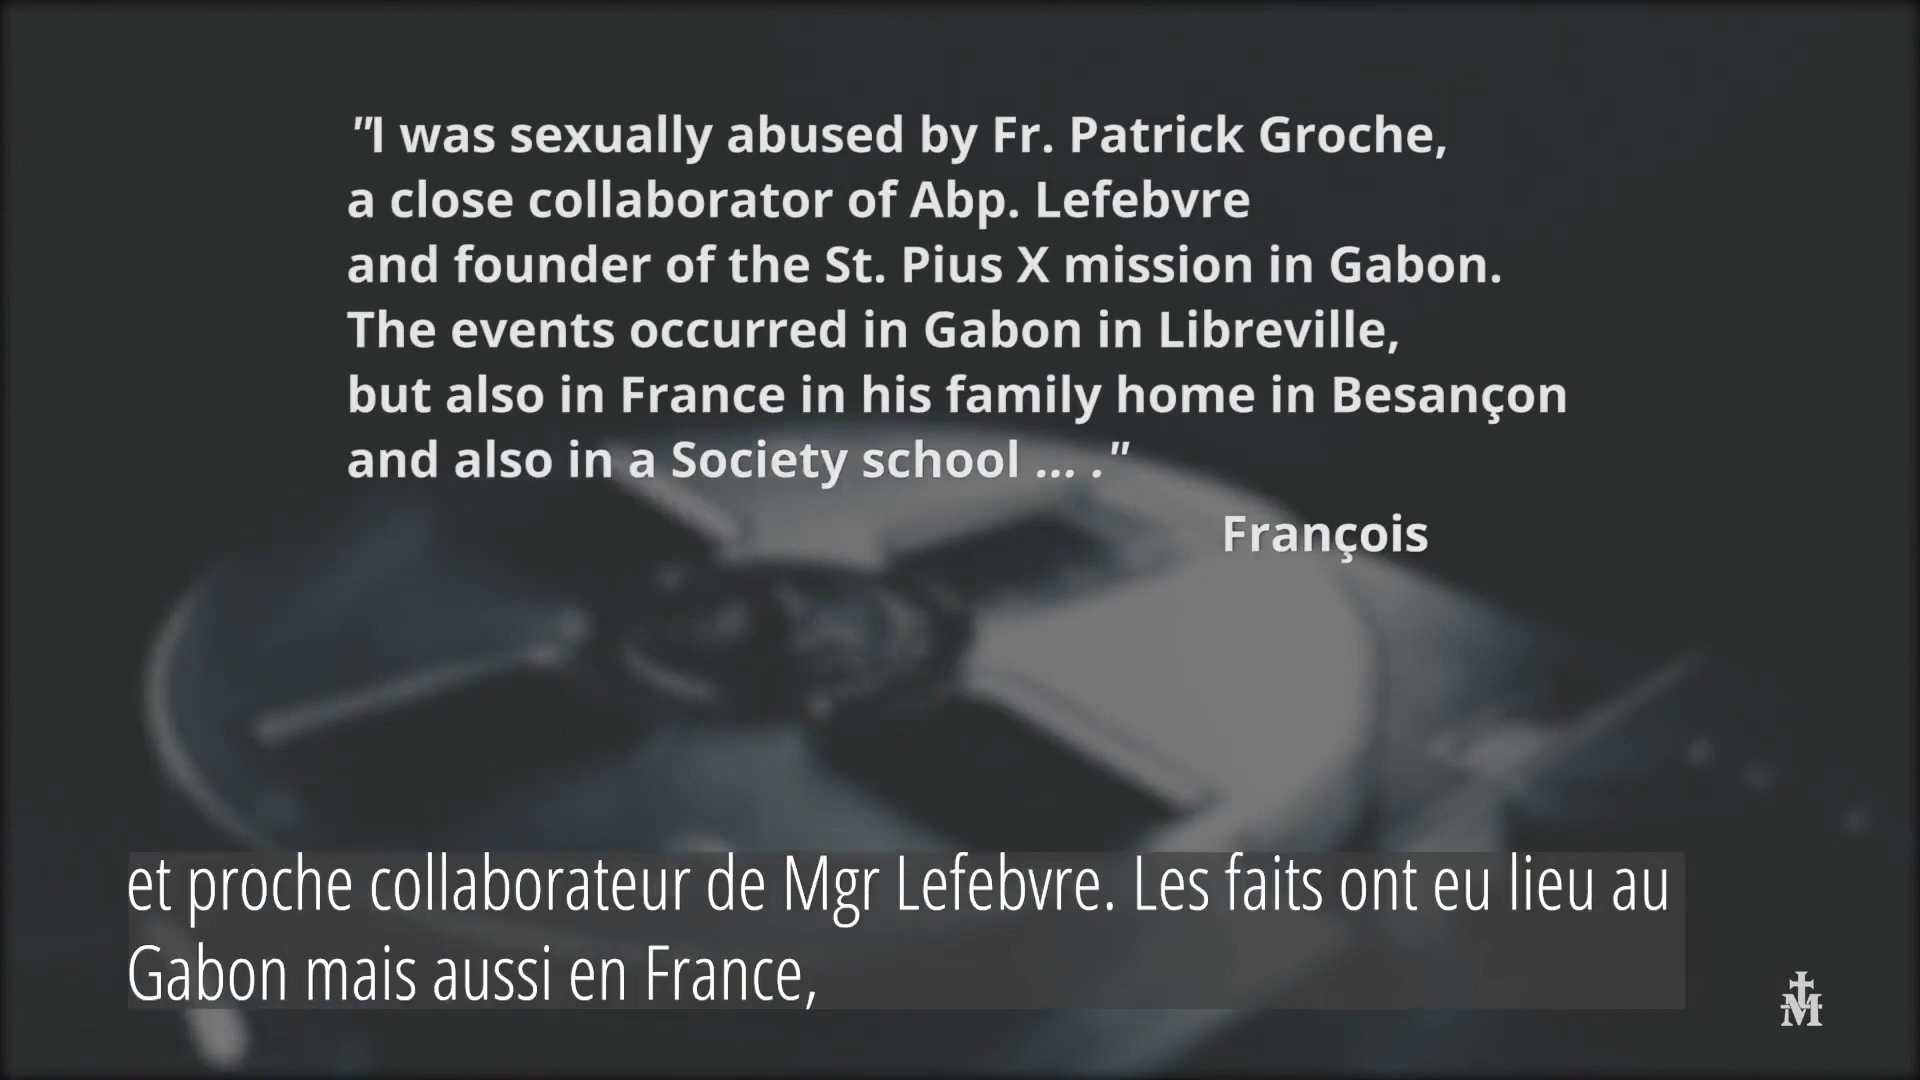 "I was sexually abused by Fr. Patrick Groche,
a close collaborator of Abp. Lefebvre
and founder of the St. Pius X mission in Gabon.
The events occurred in Gabon in Libreville,
but also in France in his family home in Besançon
and also in a Society school ... ."
François
et proche collaborateur de Mgr Lefebvre. Les faits ont eu lieu au
Gabon mais aussi en France,
M